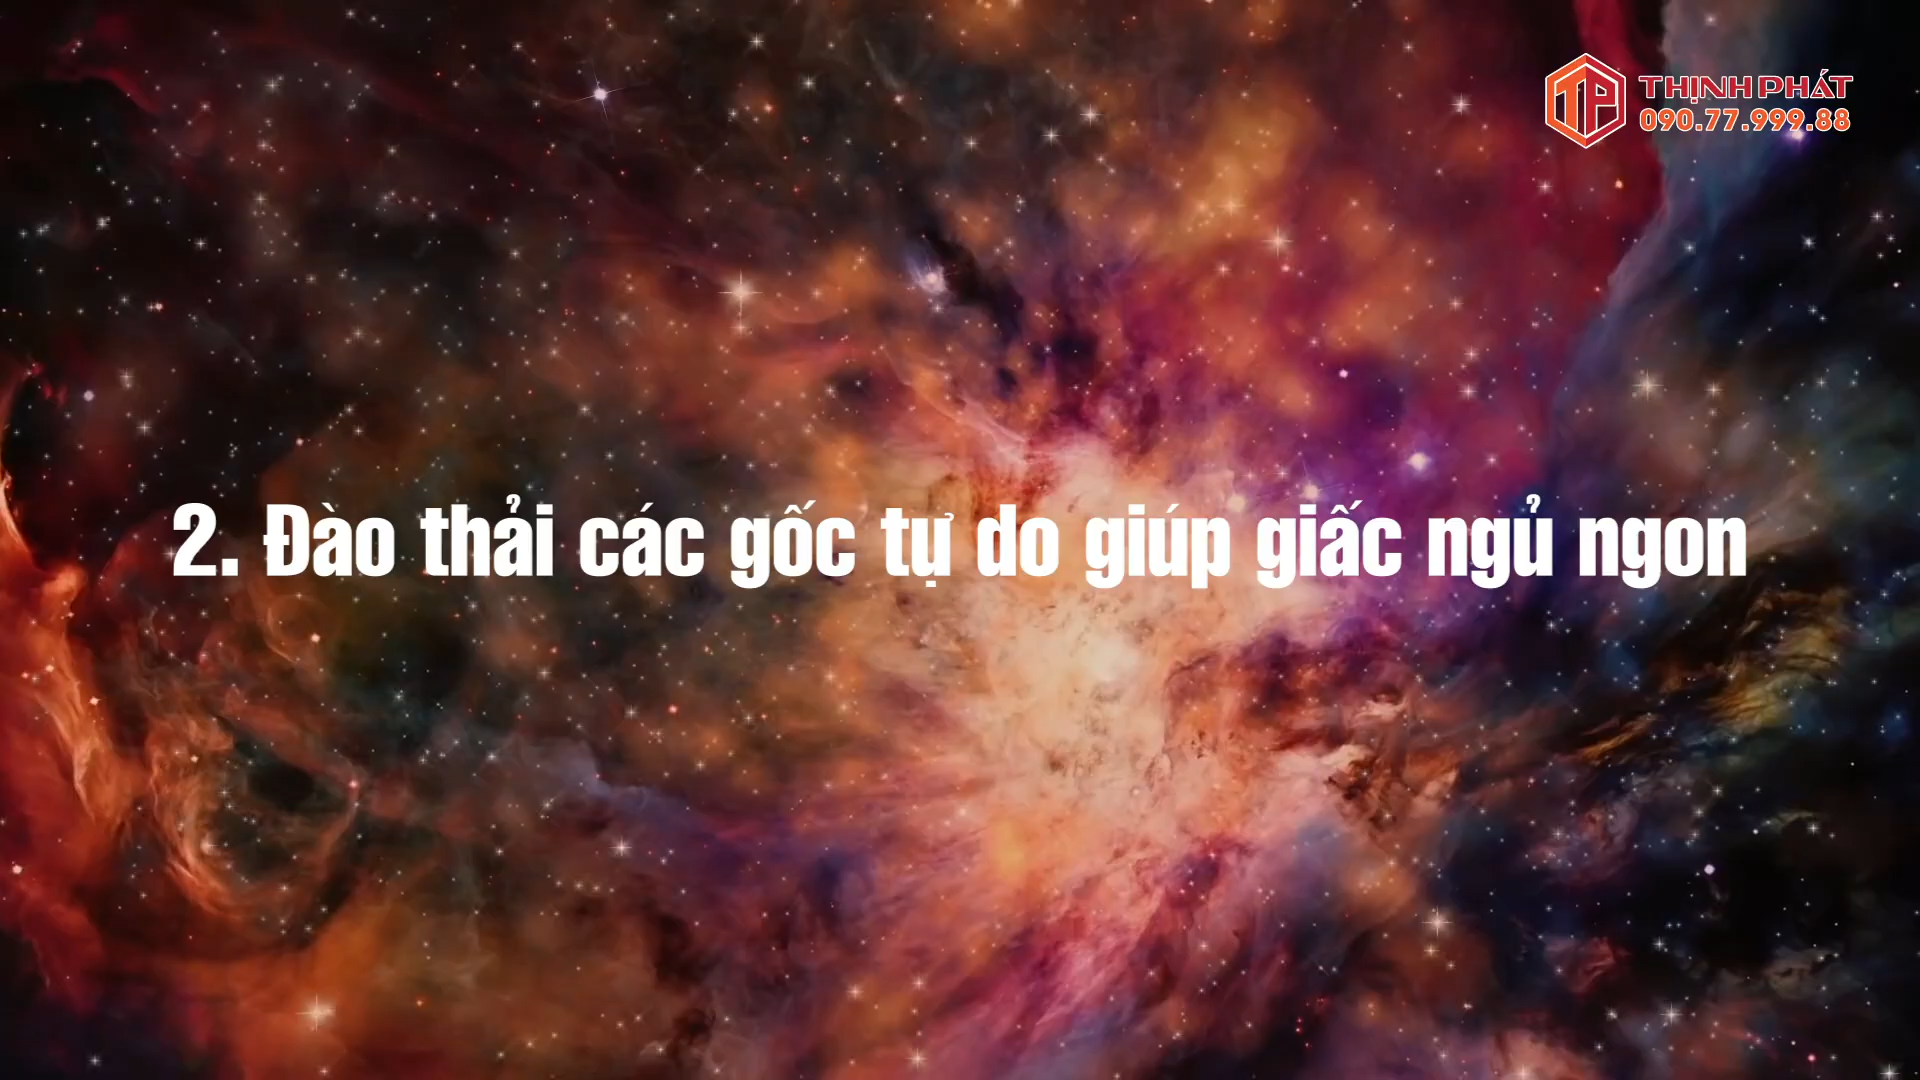 THỊNH PHÁT
090.77.999.88
2. Đào thải các gốc tự do giúp giấc ngủ ngon